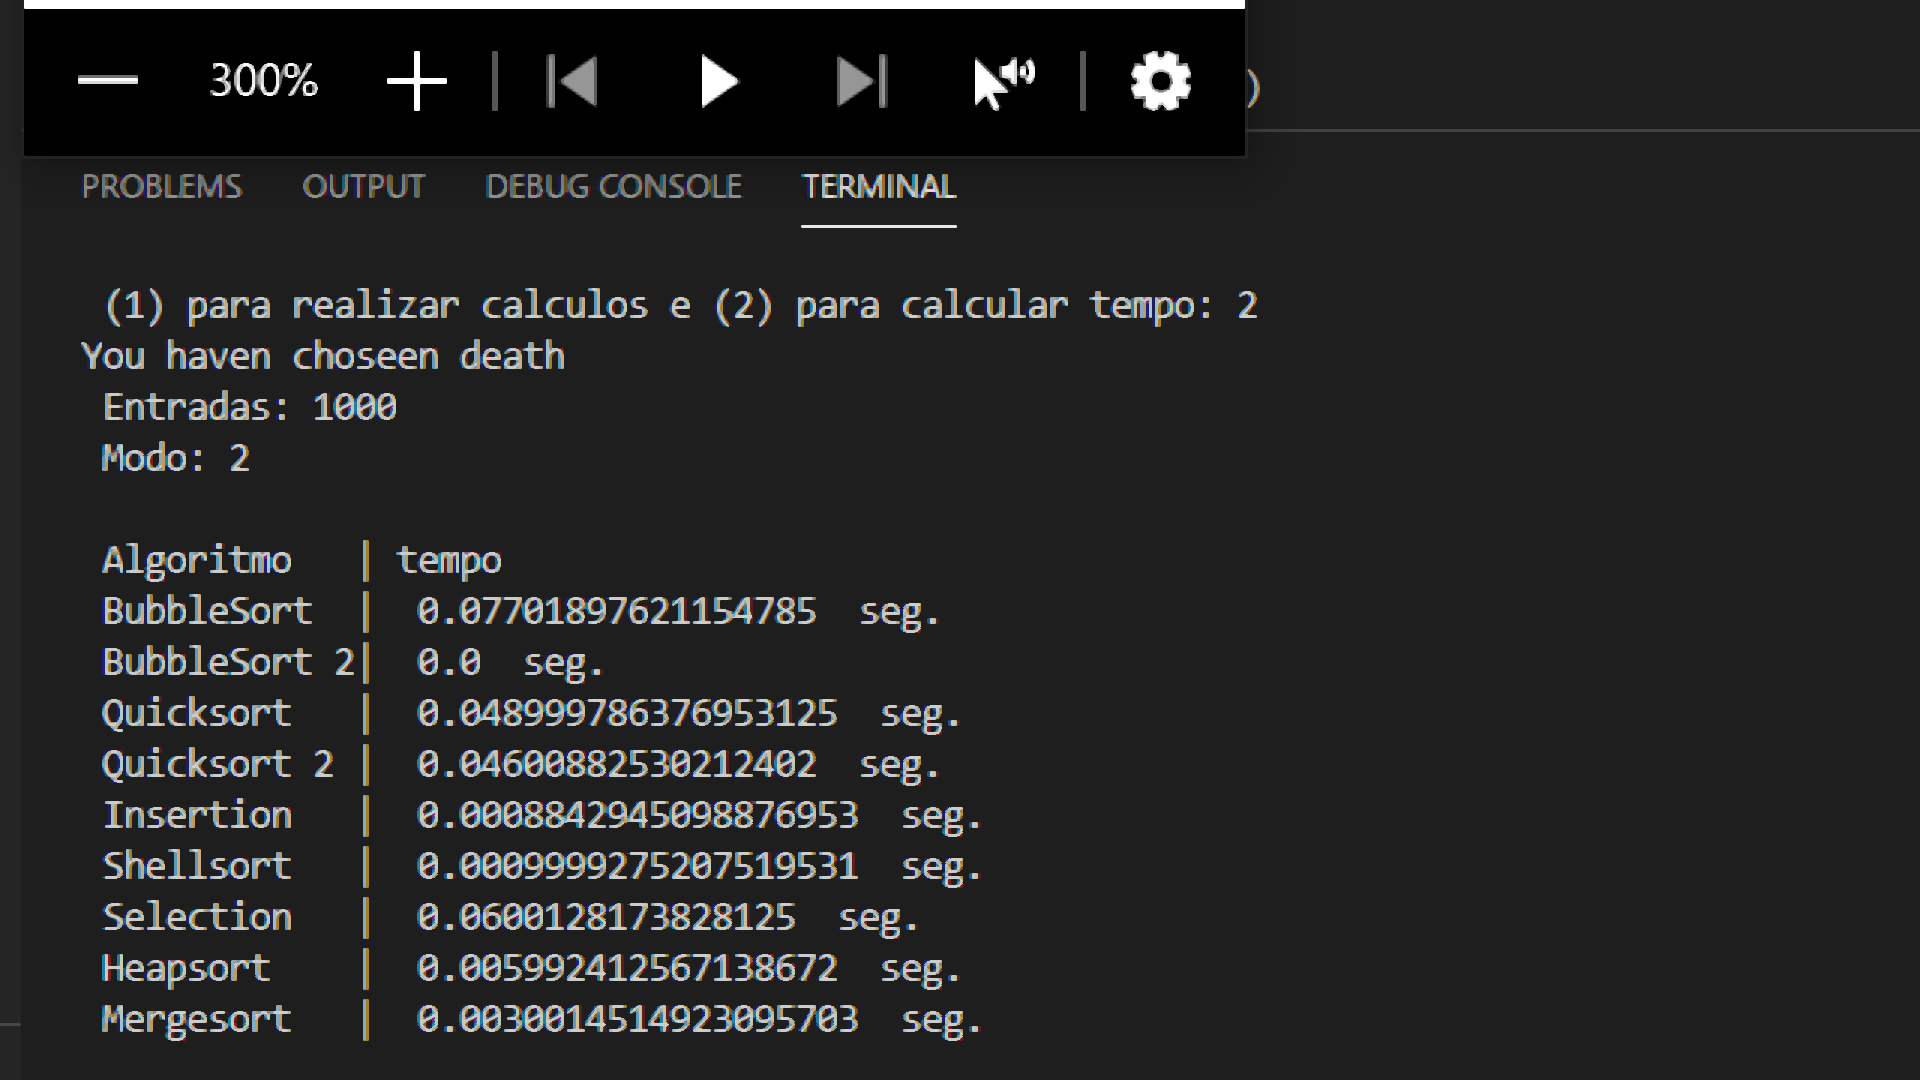 300%
)
PROBLEMS OUTPUT DEBUG CONSOLE TERMINAL
(1) para realizar calculos e (2) para calcular tempo: 2
You haven choseen death
Entradas: 1000
Modo: 2
Algoritmo | tempo
BubbleSort | 0.07701897621154785 seg.
BubbleSort 2| 0.0 seg.
Quicksort | 0.048999786376953125 seg.
Quicksort 2 | 0.04600882530212402 seg.
Insertion | 0.0008842945098876953 seg.
Shellsort | 0.0009999275207519531 seg.
Selection | 0.0600128173828125 seg.
Heapsort | 0.005992412567138672 seg.
Mergesort | 0.0030014514923095703 seg.